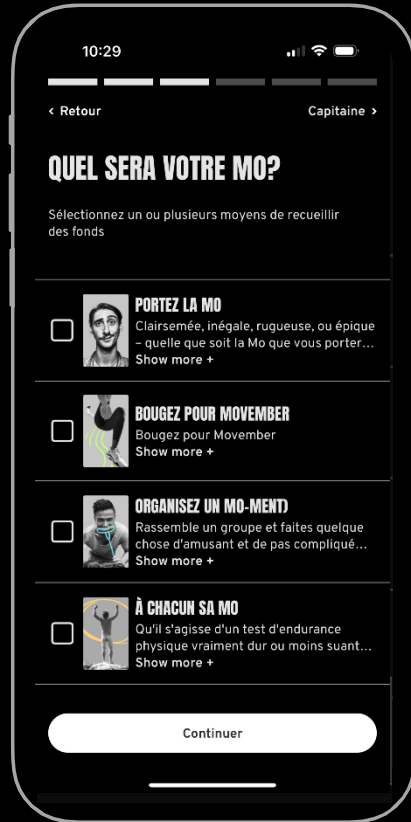 10:29
< Retour
Capitaine >
QUEL SERA VOTRE MO?
Sélectionnez un ou plusieurs moyens de recueillir
des fonds
PORTEZ LA MO
Clairsemée, inégale, rugueuse, ou épique
– quelle que soit la Mo que vous porter...
Show more +
BOUGEZ POUR MOVEMBER
Bougez pour Movember
Show more +
ORGANISEZ UN MO-MENT)
Rassemble un groupe et faites quelque
chose d'amusant et de pas compliqué...
Show more +
À CHACUN SA MO
Qu'il s'agisse d'un test d'endurance
physique vraiment dur ou moins suant...
Show more +
Continuer